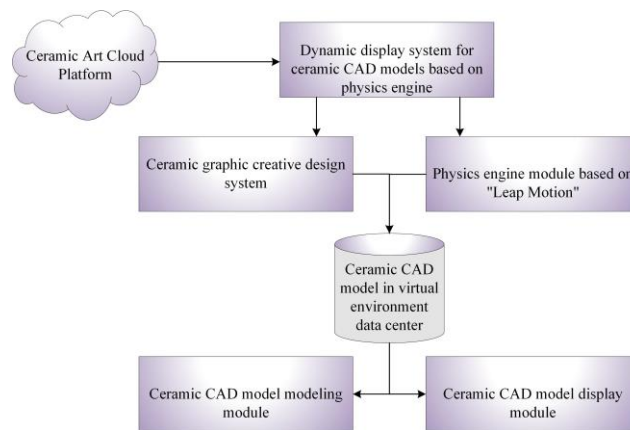 Ceramic Art Cloud
Platform
Dynamic display system for
ceramic CAD models based on
physics engine
Ceramic graphic creative design
system
Physics engine module based on
"Leap Motion"
Ceramic CAD
model in virtual
environment
data center
Ceramic CAD model modeling
module
Ceramic CAD model display
module